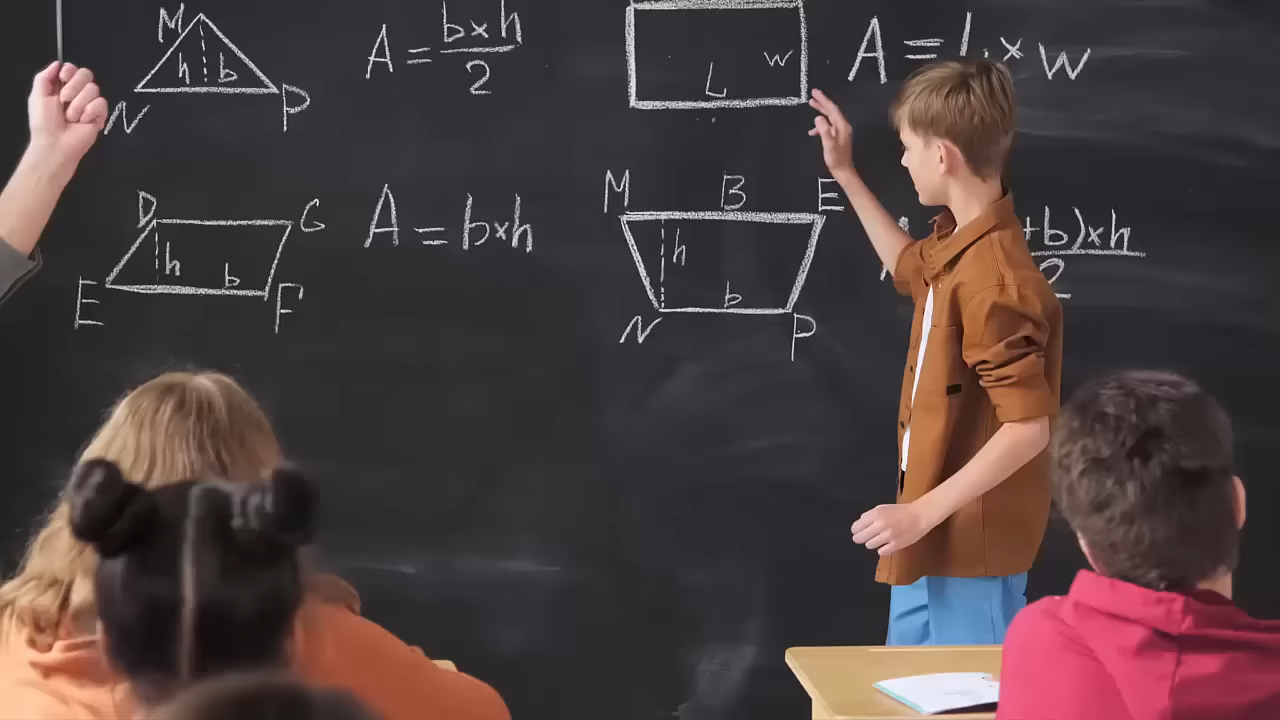 M
h b
N P
A = b×h
2
L w
A = L × w
D G
h
b
E F
A = b×h
M B E
h
b
N P
+b)×h
2